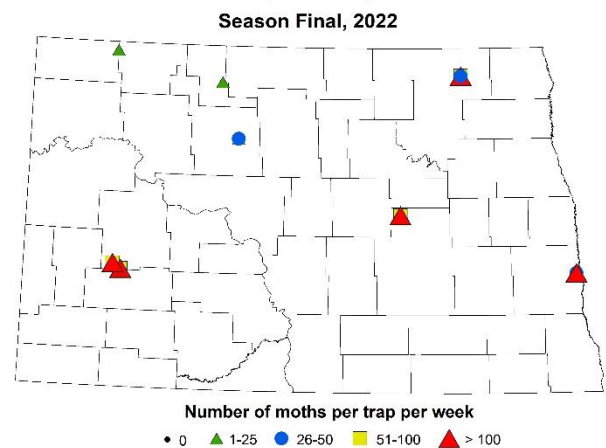 Season Final, 2022
Number of moths per trap per week
0 1-25 26-50 51-100 > 100